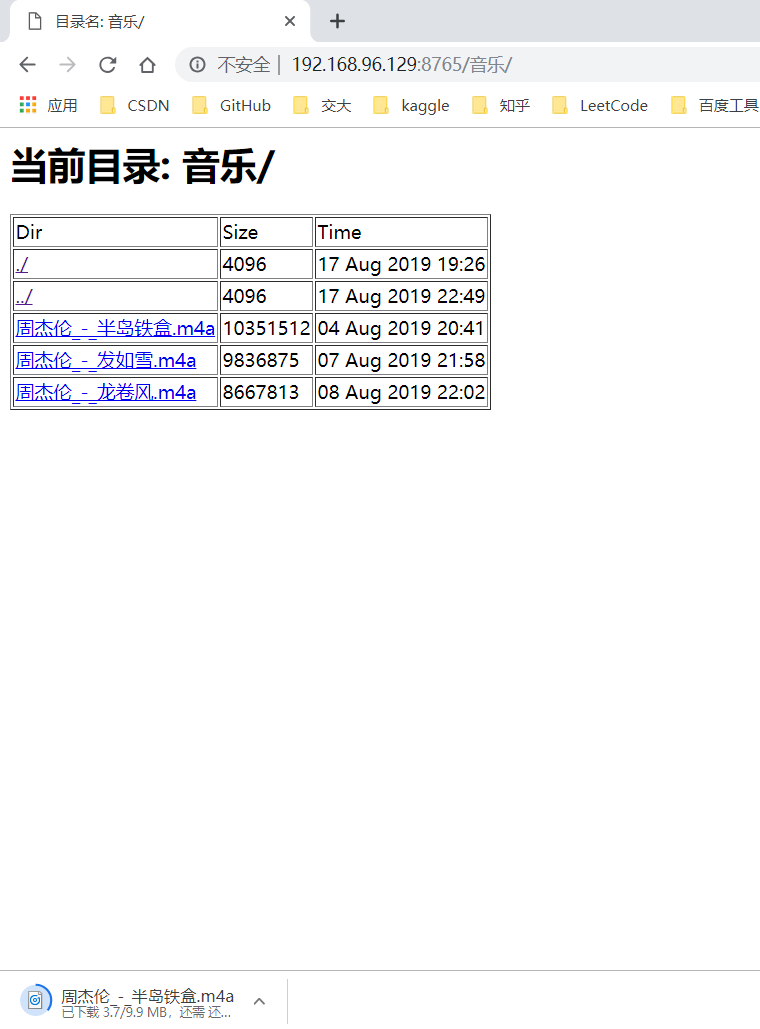 目录名: 音乐/
不安全 | 192.168.96.129:8765/音乐/
应用 CSDN GitHub 交大 kaggle 知乎 LeetCode 百度工具
当前目录: 音乐/
Dir Size Time
./ 4096 17 Aug 2019 19:26
../ 4096 17 Aug 2019 22:49
周杰伦_-_半岛铁盒.m4a 10351512 04 Aug 2019 20:41
周杰伦_-_发如雪.m4a 9836875 07 Aug 2019 21:58
周杰伦_-_龙卷风.m4a 8667813 08 Aug 2019 22:02
周杰伦_-_半岛铁盒.m4a
已下载 3.7/9.9 MB，还需 还...